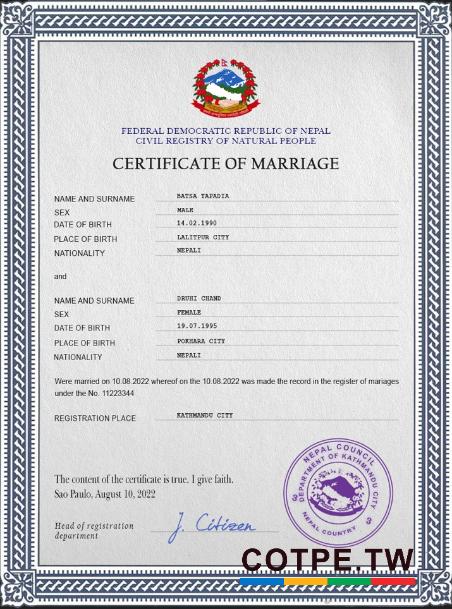 FEDERAL DEMOCRATIC REPUBLIC OF NEPAL
CIVIL REGISTRY OF NATURAL PEOPLE
CERTIFICATE OF MARRIAGE
NAME AND SURNAME BATSA TAPADIA
SEX MALE
DATE OF BIRTH 14.02.1990
PLACE OF BIRTH LALITPUR CITY
NATIONALITY NEPALI
and
NAME AND SURNAME DRUHI CHAND
SEX FEMALE
DATE OF BIRTH 19.07.1995
PLACE OF BIRTH POKHARA CITY
NATIONALITY NEPALI
Were married on 10.08.2022 whereof on the 10.08.2022 was made the record in the register of mariages
under the No. 11223344
REGISTRATION PLACE KATHMANDU CITY
The content of the certificate is true. I give faith.
Sao Paulo, August 10, 2022
Head of registration
department
J. Citizen
NEPAL COUNCIL
DEPARTMENT OF KATHMANDU CITY
NEPAL COUNTRY
COTPE.TW